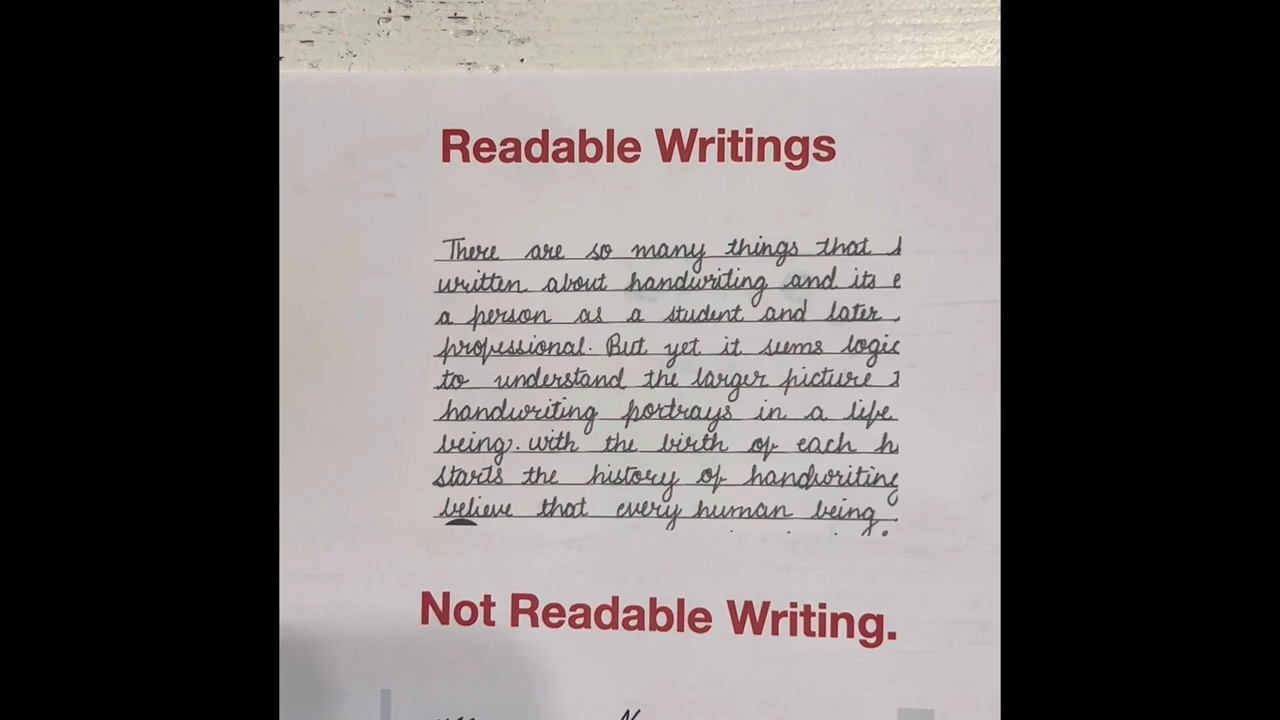 Readable Writings
There are so many things that
written about handwriting and its
a person as a student and later
professional. But yet it seems logic
to understand the larger picture
handwriting portrays in a life
being. with the birth of each h
starts the history of handwriting
believe that every human being
Not Readable Writing.